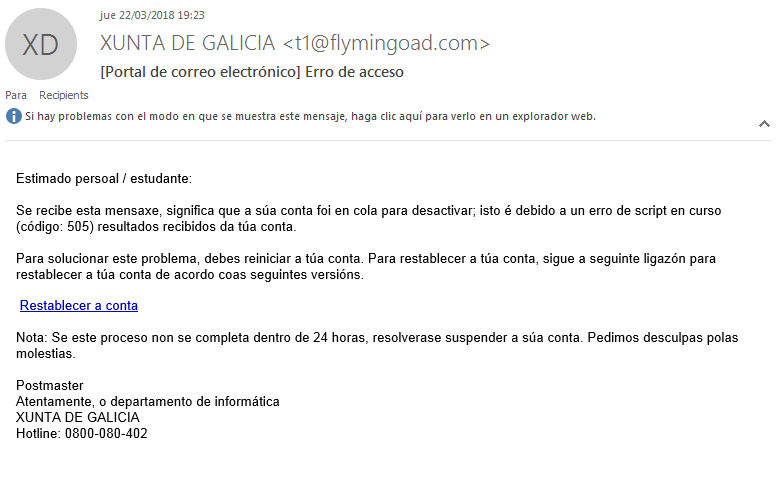 jue 22/03/2018 19:23
XD
XUNTA DE GALICIA <t1@flymingoad.com>
[Portal de correo electrónico] Erro de acceso
Para Recipients
Si hay problemas con el modo en que se muestra este mensaje, haga clic aquí para verlo en un explorador web.
Estimado persoal / estudante:
Se recibe esta mensaxe, significa que a súa conta foi en cola para desactivar; isto é debido a un erro de script en curso
(código: 505) resultados recibidos da túa conta.
Para solucionar este problema, debes reiniciar a túa conta. Para restablecer a túa conta, sigue a seguinte ligazón para
restablecer a túa conta de acordo coas seguintes versións.
Restablecer a conta
Nota: Se este proceso non se completa dentro de 24 horas, resolverase suspender a súa conta. Pedimos desculpas polas
molestias.
Postmaster
Atentamente, o departamento de informática
XUNTA DE GALICIA
Hotline: 0800-080-402